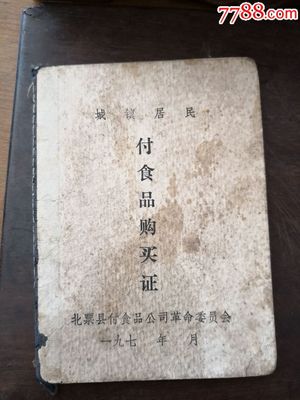 7788.com
城镇居民
付食品购买证
北票县付食品公司革命委员会
一九七 年 月